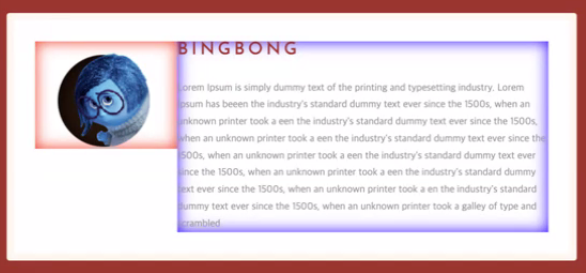 BINGBONG
Lorem Ipsum is simply dummy text of the printing and typesetting industry. Lorem
Ipsum has beeen the industry's standard dummy text ever since the 1500s, when an
unknown printer took a een the industry's standard dummy text ever since the 1500s,
when an unknown printer took a een the industry's standard dummy text ever since the
1500s, when an unknown printer took a een the industry's standard dummy text ever
since the 1500s, when an unknown printer took a een the industry's standard dummy
text ever since the 1500s, when an unknown printer took a en the industry's standard
dummy text ever since the 1500s, when an unknown printer took a galley of type and
scrambled